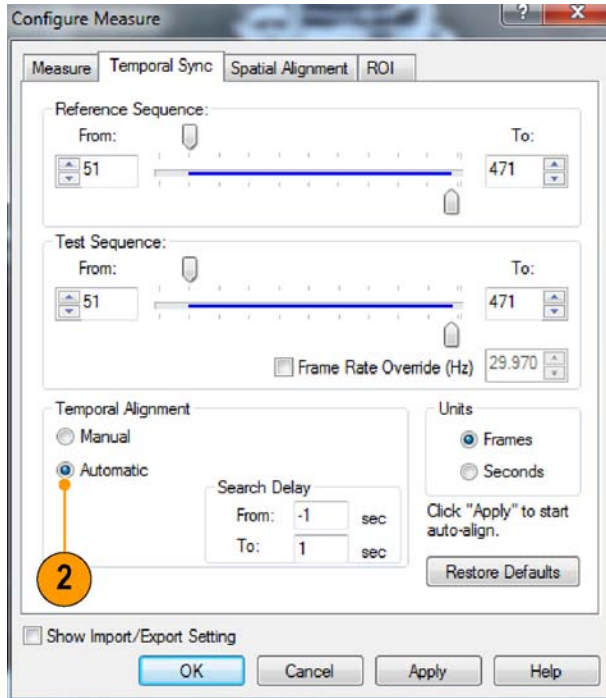 Configure Measure
Measure Temporal Sync Spatial Alignment ROI
Reference Sequence:
From: To:
51 471
Test Sequence:
From: To:
51 471
Frame Rate Override (Hz) 29.970
Temporal Alignment
Manual
Automatic
Search Delay
From: -1 sec
To: 1 sec
Units
Frames
Seconds
Click "Apply" to start
auto-align.
Restore Defaults
2
Show Import/Export Setting
OK Cancel Apply Help